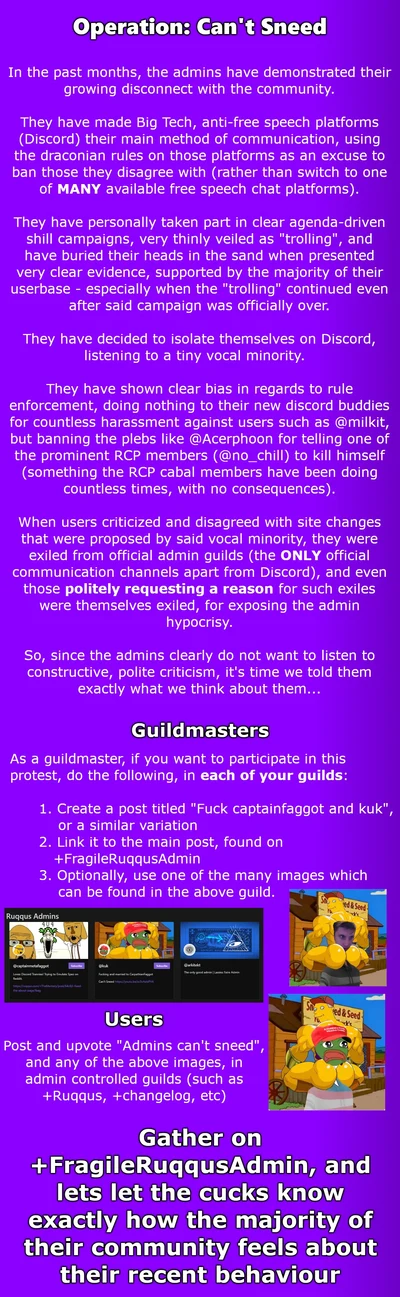 Operation: Can't Sneed
In the past months, the admins have demonstrated their
growing disconnect with the community.
They have made Big Tech, anti-free speech platforms
(Discord) their main method of communication, using
the draconian rules on those platforms as an excuse to
ban those they disagree with (rather than switch to one
of MANY available free speech chat platforms).
They have personally taken part in clear agenda-driven
shill campaigns, very thinly veiled as "trolling", and
have buried their heads in the sand when presented
very clear evidence, supported by the majority of their
userbase - especially when the "trolling" continued even
after said campaign was officially over.
They have decided to isolate themselves on Discord,
listening to a tiny vocal minority.
They have shown clear bias in regards to rule
enforcement, doing nothing to their new discord buddies
for countless harassment against users such as @milkit,
but banning the plebs like @Acerphoon for telling one of
the prominent RCP members (@no_chill) to kill himself
(something the RCP cabal members have been doing
countless times, with no consequences).
When users criticized and disagreed with site changes
that were proposed by said vocal minority, they were
exiled from official admin guilds (the ONLY official
communication channels apart from Discord), and even
those politely requesting a reason for such exiles
were themselves exiled, for exposing the admin
hypocrisy.
So, since the admins clearly do not want to listen to
constructive, polite criticism, it's time we told them
exactly what we think about them...
Guildmasters
As a guildmaster, if you want to participate in this
protest, do the following, in each of your guilds:
1. Create a post titled "Fuck captainfaggot and kuk",
or a similar variation
2. Link it to the main post, found on
+FragileRuqqusAdmin
3. Optionally, use one of the many images which
can be found in the above guild.
Ruqqus Admins
Users
Post and upvote "Admins can't sneed",
and any of the above images, in
admin controlled guilds (such as
+Ruqqus, +changelog, etc)
Gather on
+FragileRuqqusAdmin, and
lets let the cucks know
exactly how the majority of
their community feels about
their recent behaviour